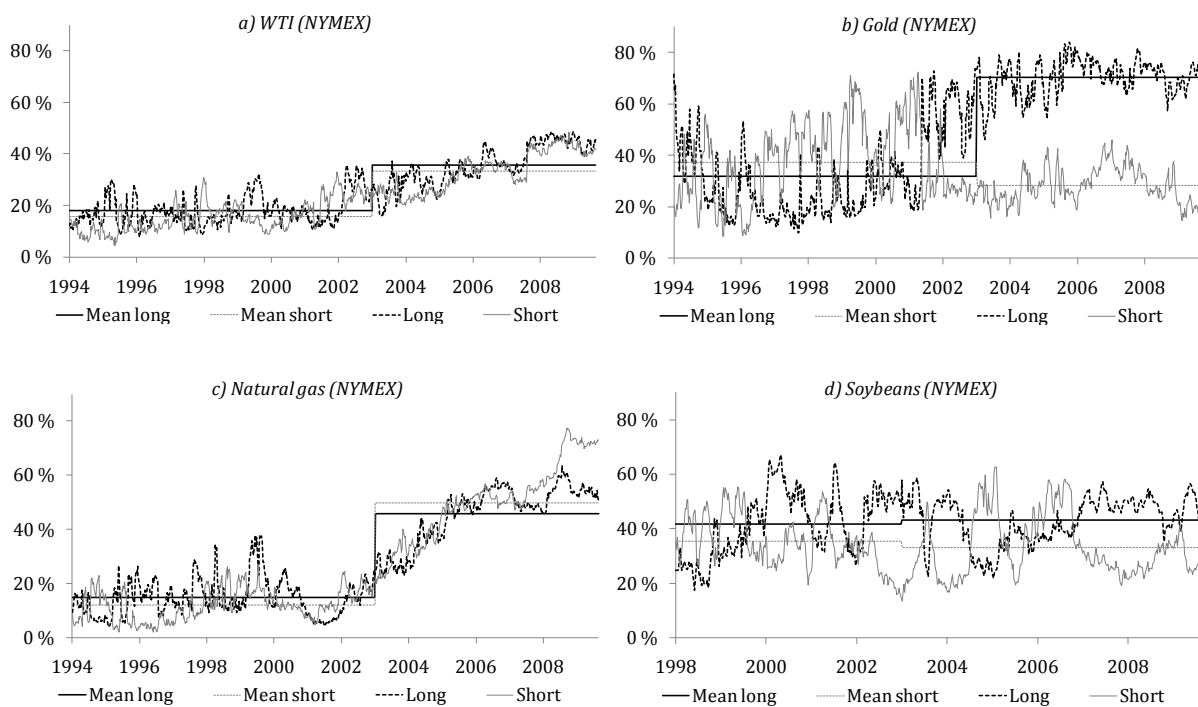 a) WTI (NYMEX)
80 %
60 %
40 %
20 %
0 %
1994 1996 1998 2000 2002 2004 2006 2008
Mean long Mean short Long Short
b) Gold (NYMEX)
80 %
60 %
40 %
20 %
0 %
1994 1996 1998 2000 2002 2004 2006 2008
Mean long Mean short Long Short
c) Natural gas (NYMEX)
80 %
60 %
40 %
20 %
0 %
1994 1996 1998 2000 2002 2004 2006 2008
Mean long Mean short Long Short
d) Soybeans (NYMEX)
80 %
60 %
40 %
20 %
0 %
1998 2000 2002 2004 2006 2008
Mean long Mean short Long Short